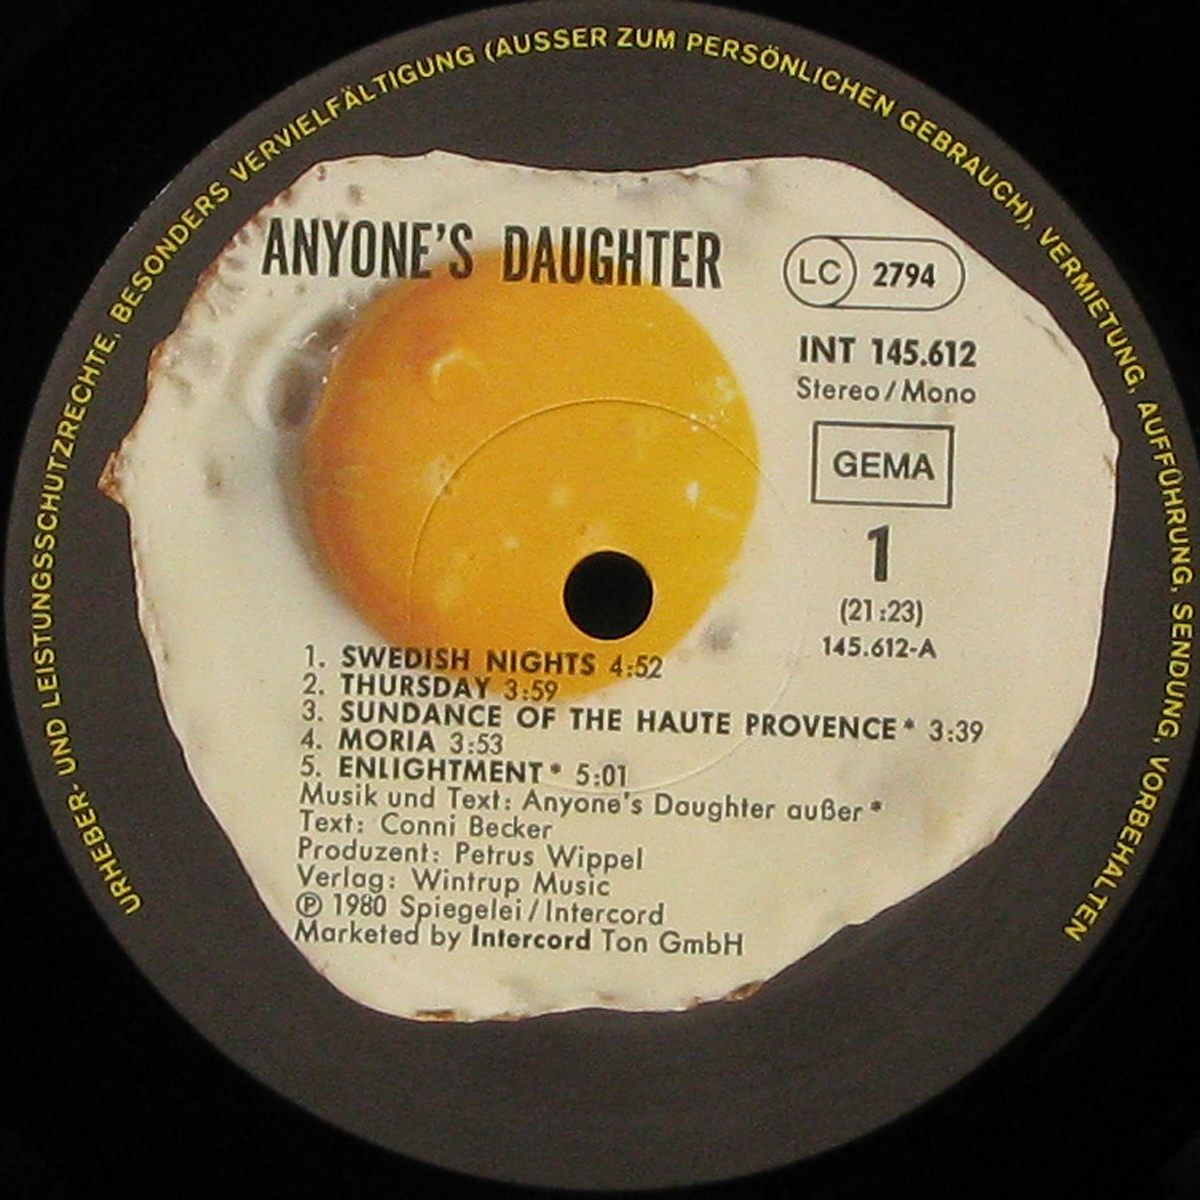 URHEBER- UND LEISTUNGSSCHUTZRECHTE, BESONDERS VERVIELFÄLTIGUNG (AUSSER ZUM PERSÖNLICHEN GEBRAUCH), VERMIETUNG, AUFFÜHRUNG, SENDUNG, VORBEHALTEN
ANYONE'S DAUGHTER
LC 2794
INT 145.612
Stereo/Mono
GEMA
1
(21:23)
145.612-A
1. SWEDISH NIGHTS 4:52
2. THURSDAY 3:59
3. SUNDANCE OF THE HAUTE PROVENCE* 3:39
4. MORIA 3:53
5. ENLIGHTMENT* 5:01
Musik und Text: Anyone's Daughter außer*
Text: Conni Becker
Produzent: Petrus Wippel
Verlag: Wintrup Music
℗ 1980 Spiegelei/Intercord
Marketed by Intercord Ton GmbH